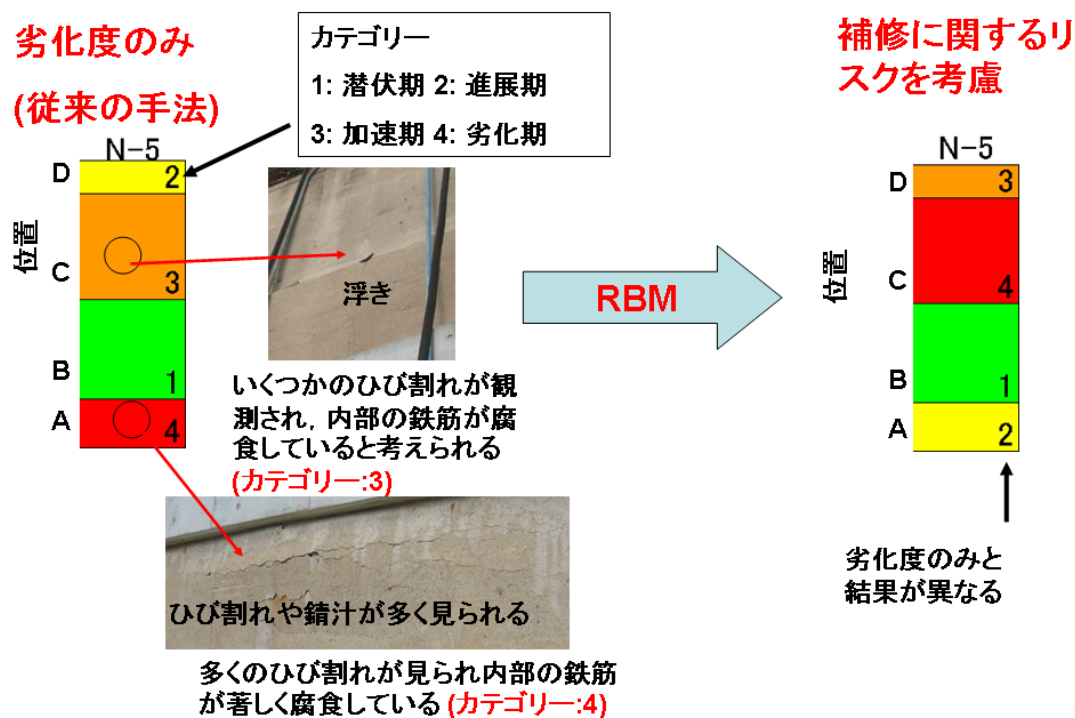 劣化度のみ
(従来の手法)
カテゴリー
1: 潜伏期 2: 進展期
3: 加速期 4: 劣化期
補修に関するリ
スクを考慮
N-5
D
2
位置
C
3
B
1
A
4
浮き
いくつかのひび割れが観
測され, 内部の鉄筋が腐
食していると考えられる
(カテゴリー:3)
ひび割れや錆汁が多く見られる
多くのひび割れが見られ内部の鉄筋
が著しく腐食している (カテゴリー:4)
RBM
N-5
D
3
位置
C
4
B
1
A
2
劣化度のみと
結果が異なる